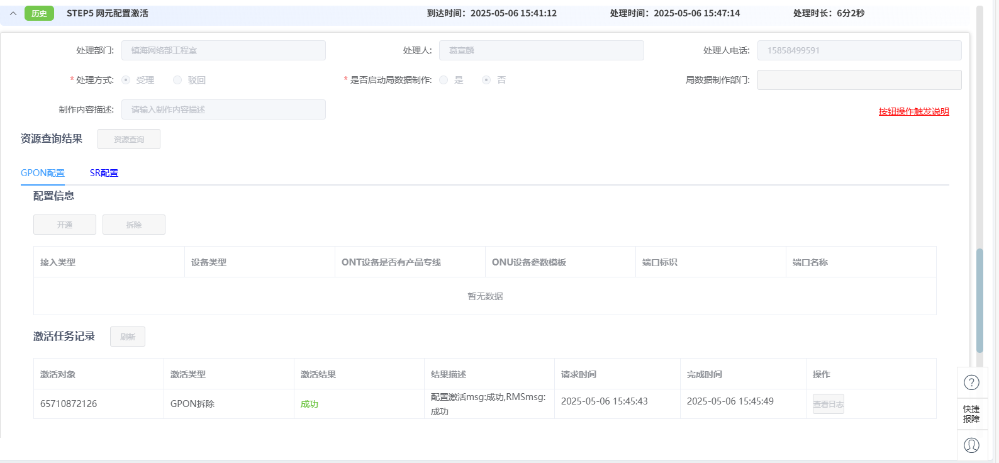 历史 STEP5 网元配置激活 到达时间：2025-05-06 15:41:12 处理时间：2025-05-06 15:47:14 处理时长：6分2秒
处理部门: 镇海网络部工程室 处理人: 葛宣麟 处理人电话: 15858499591
* 处理方式: 受理 驳回 * 是否启动局数据制作: 是 否 局数据制作部门:
制作内容描述: 请输入制作内容描述 按钮操作触发说明
资源查询结果 资源查询
GPON配置 SR配置
配置信息
开通 拆除
接入类型 设备类型 ONT设备是否有产品专线 ONU设备参数模板 端口标识 端口名称
暂无数据
激活任务记录 刷新
激活对象 激活类型 激活结果 结果描述 请求时间 完成时间 操作
65710872126 GPON拆除 成功 配置激活msg:成功,RMSmsg:成功 2025-05-06 15:45:43 2025-05-06 15:45:49 查看日志
?
快捷
报障